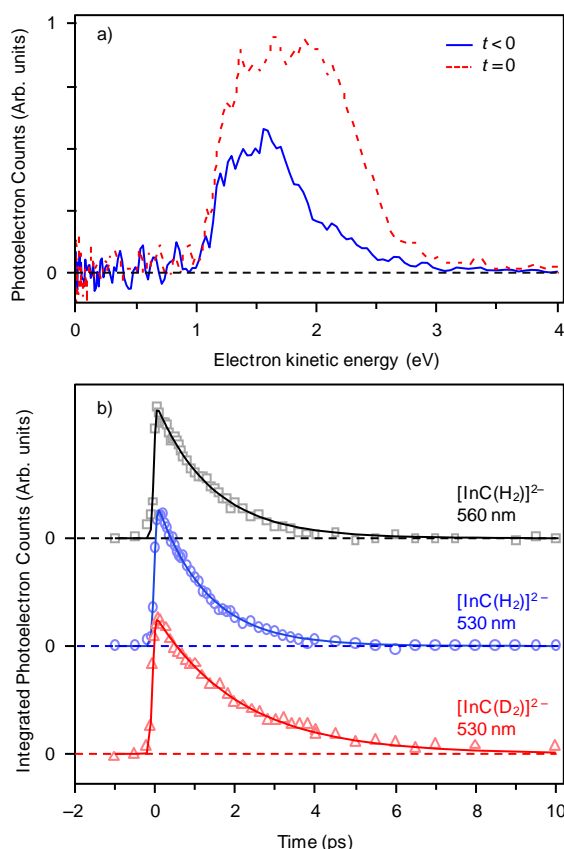 a)
t < 0
t = 0
Photoelectron Counts (Arb. units)
1
0
0
1
2
3
4
Electron kinetic energy (eV)
b)
Integrated Photoelectron Counts (Arb. units)
[InC(H₂)]²⁻
560 nm
0
[InC(H₂)]²⁻
530 nm
0
[InC(D₂)]²⁻
530 nm
0
−2
0
2
4
6
8
10
Time (ps)